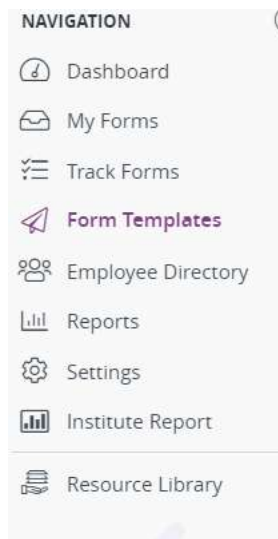 NAVIGATION
Dashboard
My Forms
Track Forms
Form Templates
Employee Directory
Reports
Settings
Institute Report
Resource Library